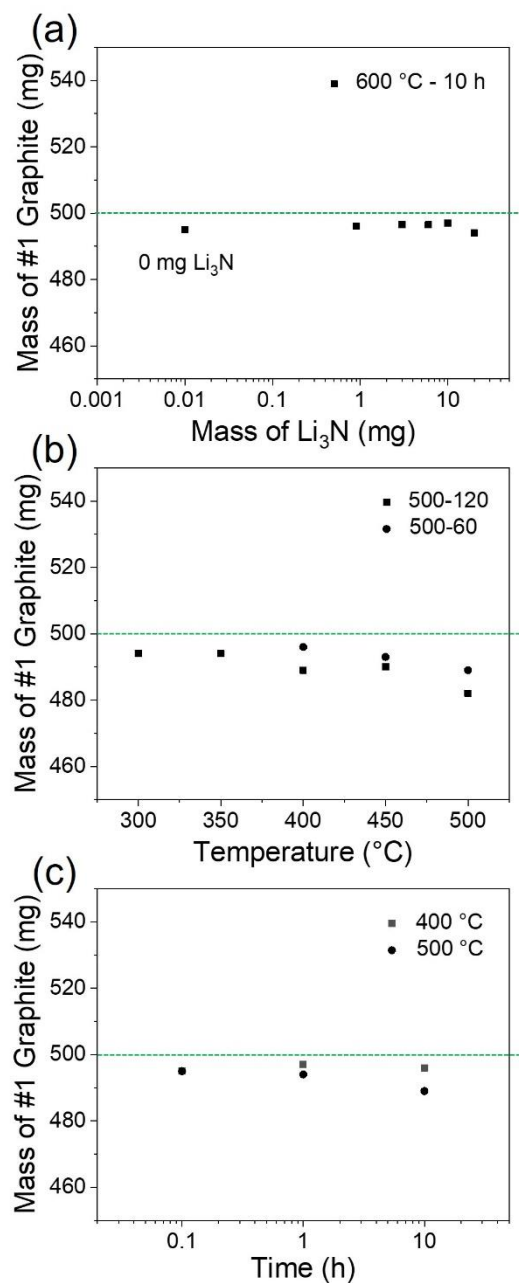 (a)
Mass of #1 Graphite (mg)
540
520
500
480
460
600 °C - 10 h
0 mg Li₃N
0.001
0.01
0.1
1
10
Mass of Li₃N (mg)
(b)
Mass of #1 Graphite (mg)
540
520
500
480
460
500-120
500-60
300
350
400
450
500
Temperature (°C)
(c)
Mass of #1 Graphite (mg)
540
520
500
480
460
400 °C
500 °C
0.1
1
10
Time (h)